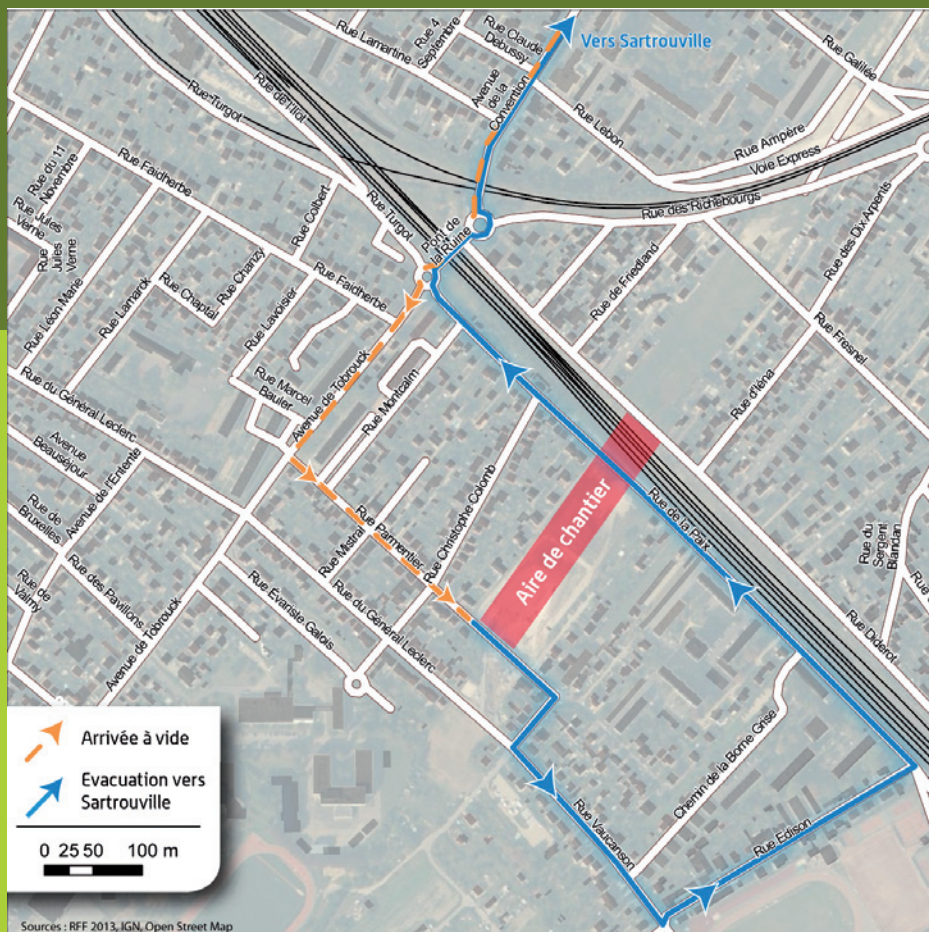 Vers Sartrouville
Rue Claude
Debussy
Rue 4
Septembre
Rue Lamartine
Avenue
de la
Convention
Rue Galilée
Rue Lebon
Rue Ampère
Voie Express
Rue des Richebourgs
Rue des Dix-Arpents
Rue de l'Ilot
Rue Turgot
Rue Turgot
Rue Faidherbe
Rue du 11
Novembre
Rue Jules
Verne
Rue
Jules
Verne
Rue Léon Marie
Rue Lamarck
Rue Chaptal
Rue Chanzy
Rue Colbert
Rue Lavoisier
Rue Faidherbe
Rue Marcel
Bauler
Pont de
la Ruine
Rue de Friedland
Rue Fresnel
Rue d'Iéna
Avenue de Tobrouck
Rue Montcalm
Rue du Général Leclerc
Avenue
Beauséjour
Avenue de l'Entente
Rue de
Bruxelles
Rue des Pavillons
Rue de
Valmy
Avenue de Tobrouck
Rue Évariste Galois
Rue Mistral
Rue Parmentier
Rue Christophe Colomb
Rue du Général Leclerc
Aire de chantier
Rue de la Paix
Rue du
Sergent
Blandan
Rue Diderot
Chemin de la Borne Grise
Rue Vaucanson
Rue Edison
Arrivée à vide
Evacuation vers
Sartrouville
0 25 50 100 m
Sources : RFF 2013, IGN, Open Street Map